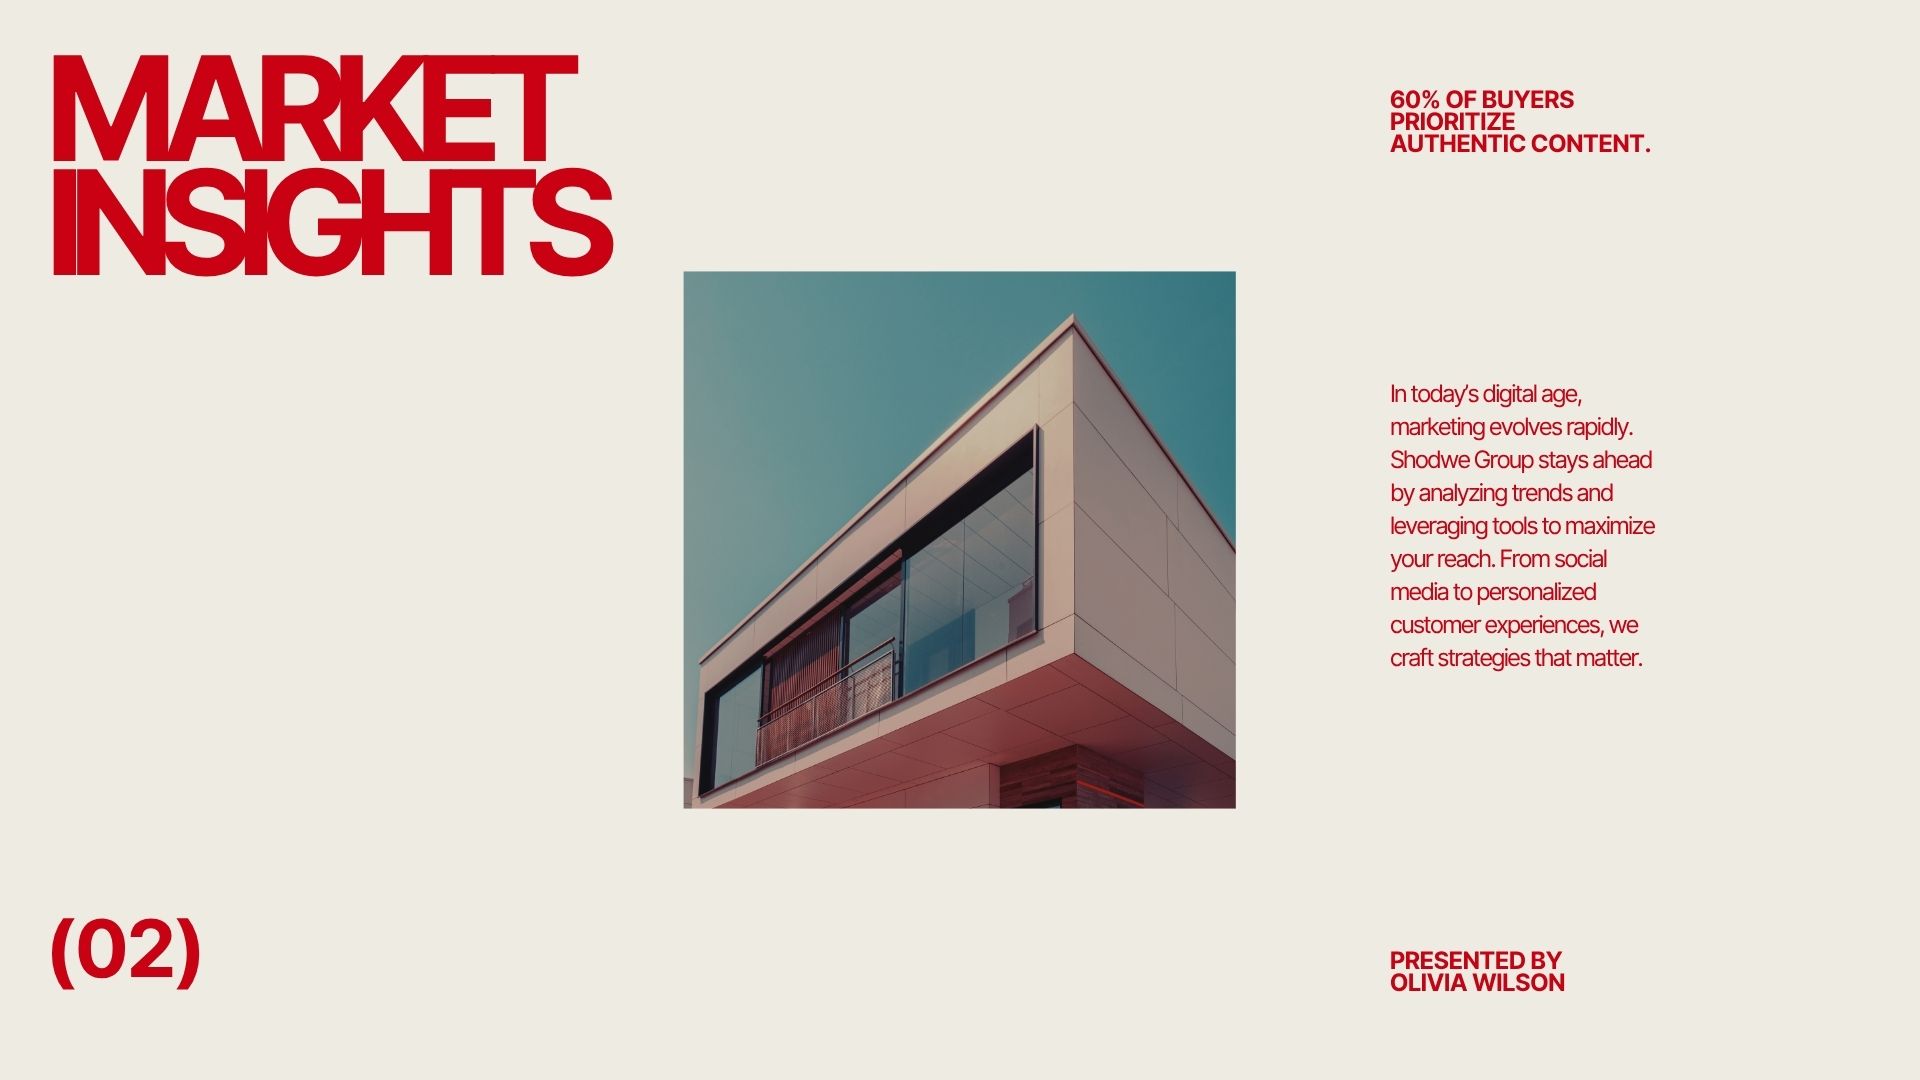 MARKET
INSIGHTS
60% OF BUYERS
PRIORITIZE
AUTHENTIC CONTENT.
In today’s digital age,
marketing evolves rapidly.
Shodwe Group stays ahead
by analyzing trends and
leveraging tools to maximize
your reach. From social
media to personalized
customer experiences, we
craft strategies that matter.
(02)
PRESENTED BY
OLIVIA WILSON